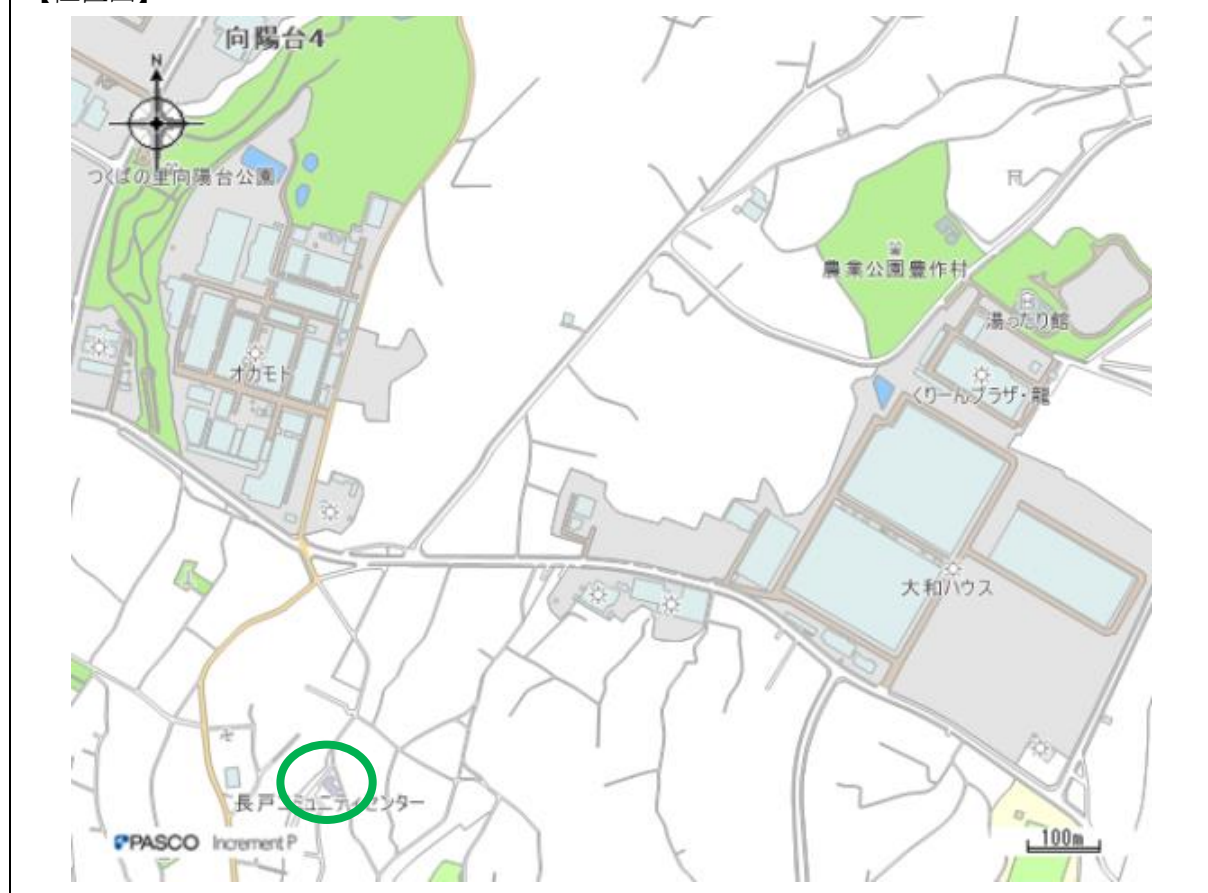 向陽台4
N
つくばの里向陽台公園
農業公園豊作村
湯ったり館
オカモト
くりーんプラザ・龍
大和ハウス
長戸コミュニティセンター
PASCO Increment P
100m